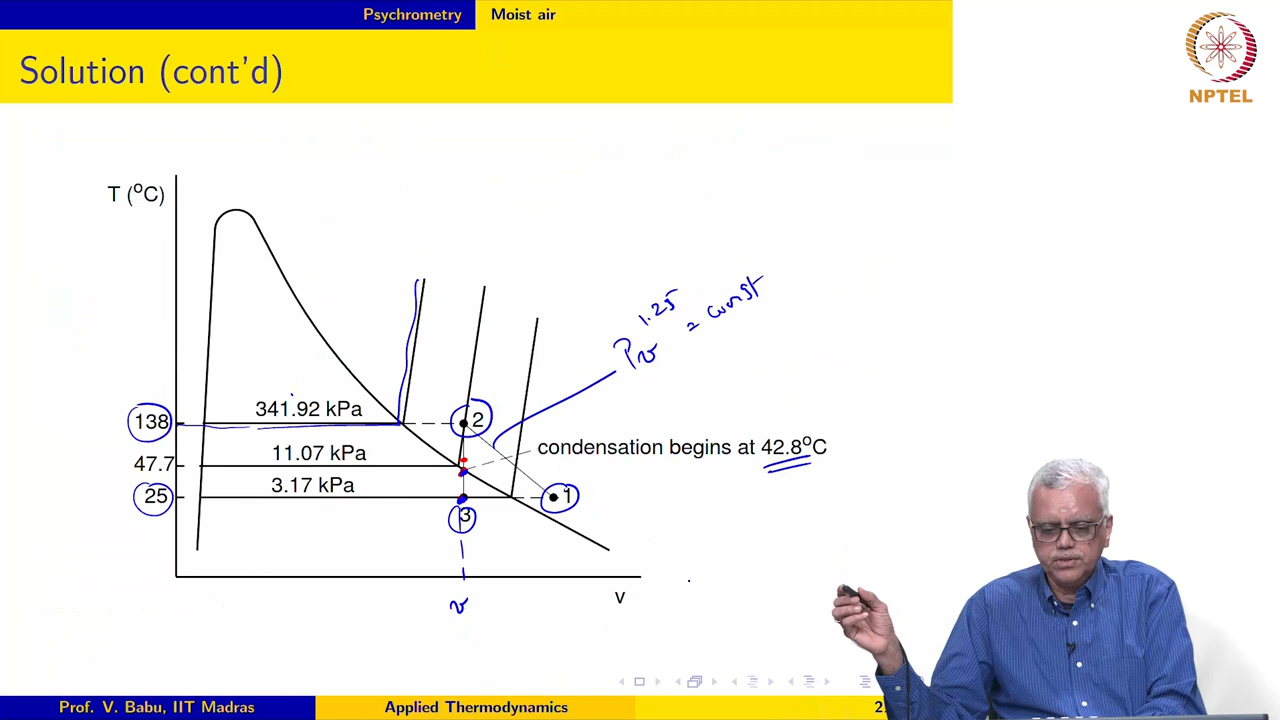 Psychrometry Moist air
Solution (cont'd)
NPTEL
T (°C)
Pv^1.25 = const
138
341.92 kPa
2
condensation begins at 42.8°C
47.7
11.07 kPa
25
3.17 kPa
1
3
v
v
Prof. V. Babu, IIT Madras Applied Thermodynamics